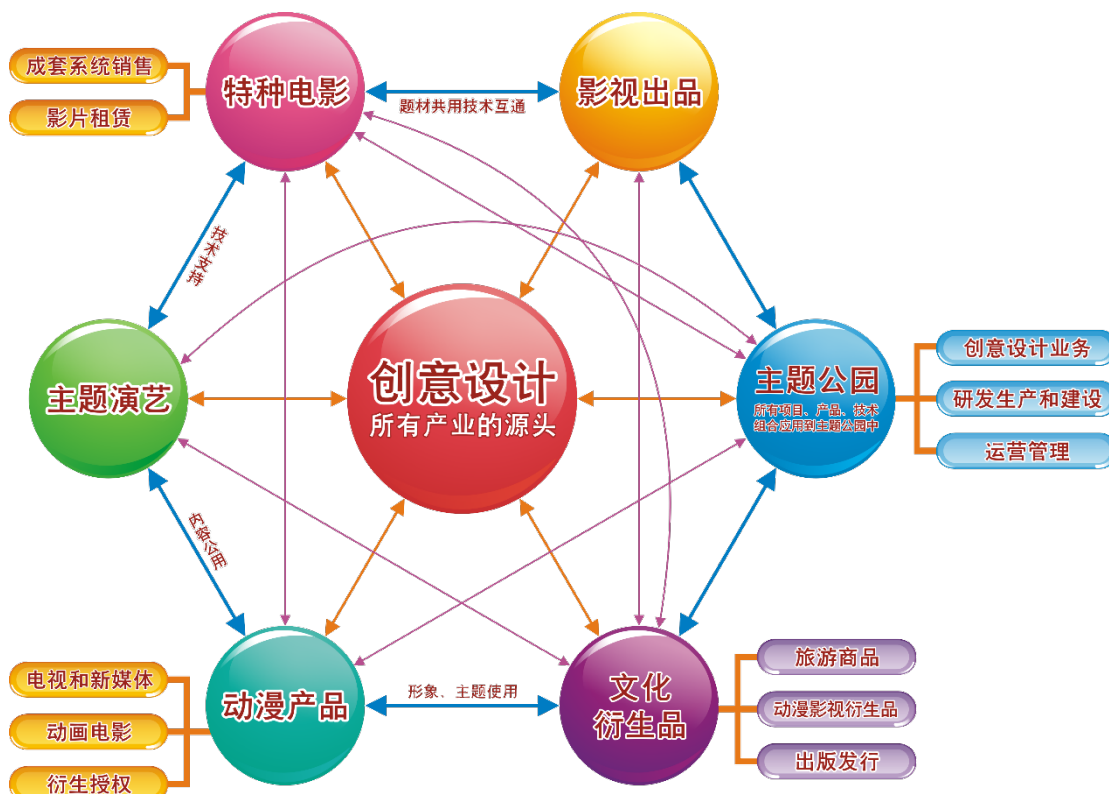 成套系统销售
影片租赁
特种电影
题材共用技术互通
影视出品
技术支持
主题演艺
创意设计
所有产业的源头
主题公园
所有项目、产品、技术
组合应用到主题公园中
创意设计业务
研发生产和建设
运营管理
内容公用
电视和新媒体
动画电影
衍生授权
动漫产品
形象、主题使用
文化
衍生品
旅游商品
动漫影视衍生品
出版发行